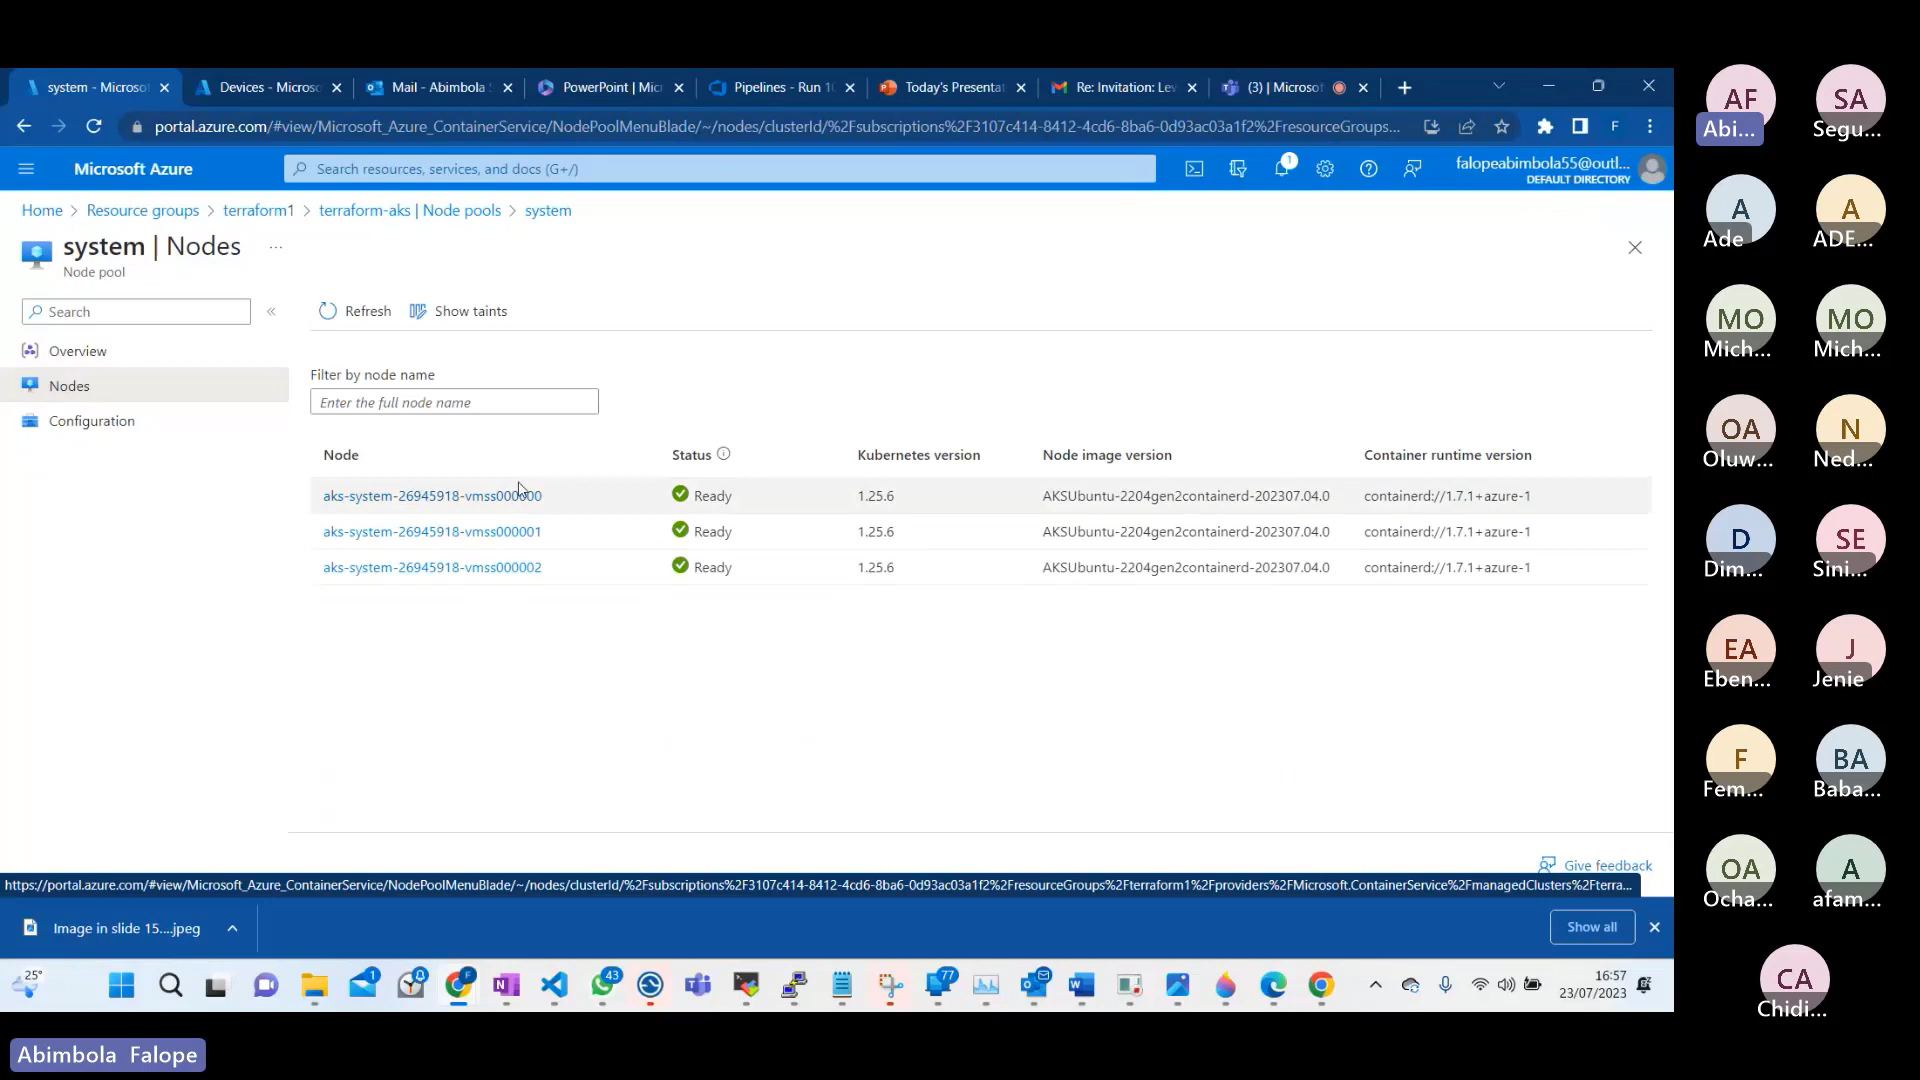 system - Microsof
Devices - Microso
Mail - Abimbola S
PowerPoint | Mic
Pipelines - Run 10
Today's Presentat
Re: Invitation: Lev
(3) | Microsof
portal.azure.com/#view/Microsoft_Azure_ContainerService/NodePoolMenuBlade/~/nodes/clusterId/%2Fsubscriptions%2F3107c414-8412-4cd6-8ba6-0d93ac03a1f2%2FresourceGroups...
F
Microsoft Azure
Search resources, services, and docs (G+/)
1
falopeabimbola55@outl...
DEFAULT DIRECTORY
Home > Resource groups > terraform1 > terraform-aks | Node pools > system
system | Nodes ...
Node pool
Search
«
Refresh
Show taints
Overview
Nodes
Configuration
Filter by node name
Enter the full node name
Node Status Kubernetes version Node image version Container runtime version
aks-system-26945918-vmss000000 Ready 1.25.6 AKSUbuntu-2204gen2containerd-202307.04.0 containerd://1.7.1+azure-1
aks-system-26945918-vmss000001 Ready 1.25.6 AKSUbuntu-2204gen2containerd-202307.04.0 containerd://1.7.1+azure-1
aks-system-26945918-vmss000002 Ready 1.25.6 AKSUbuntu-2204gen2containerd-202307.04.0 containerd://1.7.1+azure-1
Give feedback
https://portal.azure.com/#view/Microsoft_Azure_ContainerService/NodePoolMenuBlade/~/nodes/clusterId/%2Fsubscriptions%2F3107c414-8412-4cd6-8ba6-0d93ac03a1f2%2FresourceGroups%2Fterraform1%2Fproviders%2FMicrosoft.ContainerService%2FmanagedClusters%2Fterra...
Image in slide 15....jpeg
Show all
25°
1
F
43
77
16:57
23/07/2023
Abimbola Falope
AF
Abi...
SA
Segu...
A
Ade
A
ADE...
MO
Mich...
MO
Mich...
OA
Oluw...
N
Ned...
D
Dim...
SE
Sini...
EA
Eben...
J
Jenie
F
Fem...
BA
Baba...
OA
Ocha...
A
afam...
CA
Chidi...